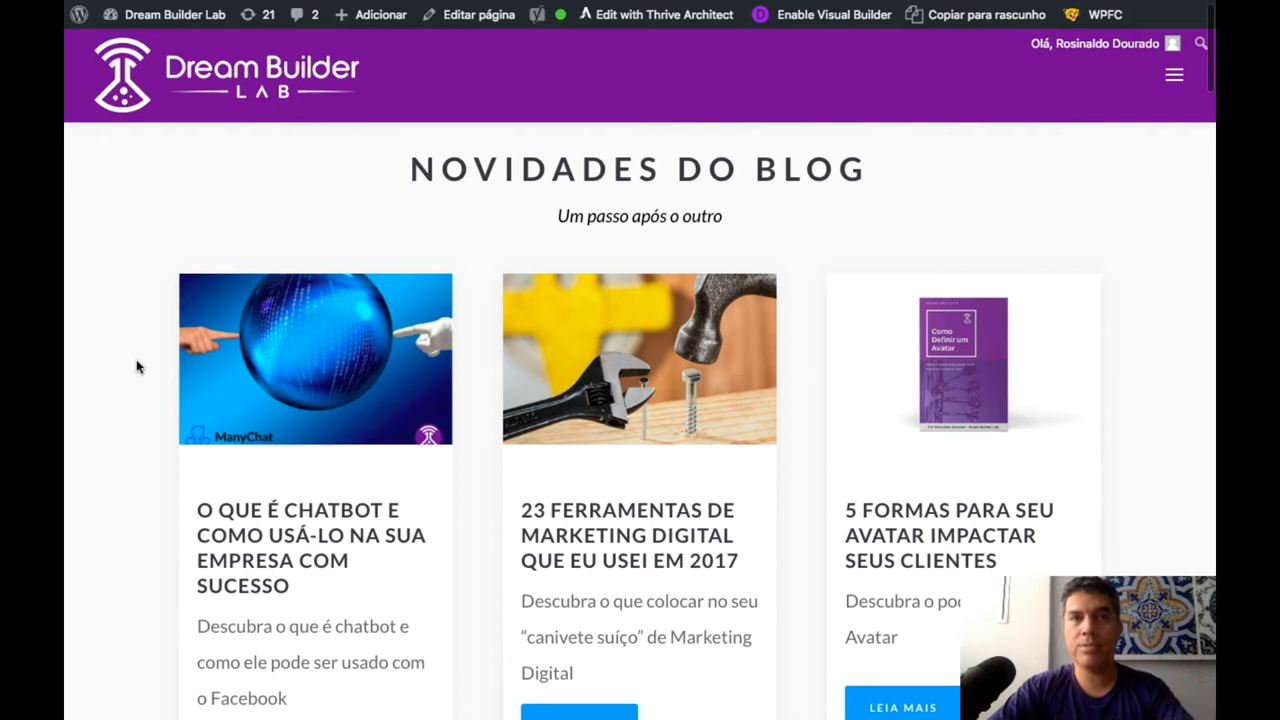 Dream Builder Lab 21 2 Adicionar Editar página Edit with Thrive Architect Enable Visual Builder Copiar para rascunho WPFC
Olá, Rosinaldo Dourado
Dream Builder
LAB
NOVIDADES DO BLOG
Um passo após o outro
ManyChat
Como
Definir um
Avatar
O QUE É CHATBOT E
COMO USÁ-LO NA SUA
EMPRESA COM
SUCESSO
Descubra o que é chatbot e
como ele pode ser usado com
o Facebook
23 FERRAMENTAS DE
MARKETING DIGITAL
QUE EU USEI EM 2017
Descubra o que colocar no seu
“canivete suíço” de Marketing
Digital
5 FORMAS PARA SEU
AVATAR IMPACTAR
SEUS CLIENTES
Descubra o
Avatar
LEIA MAIS